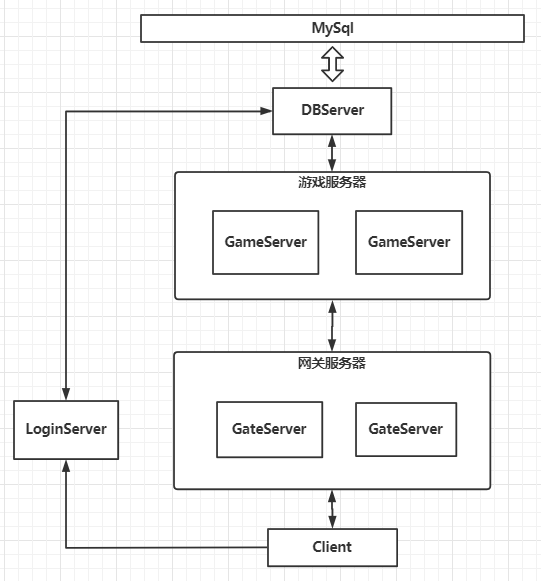 MySql
DBServer
游戏服务器
GameServer
GameServer
网关服务器
LoginServer
GateServer
GateServer
Client